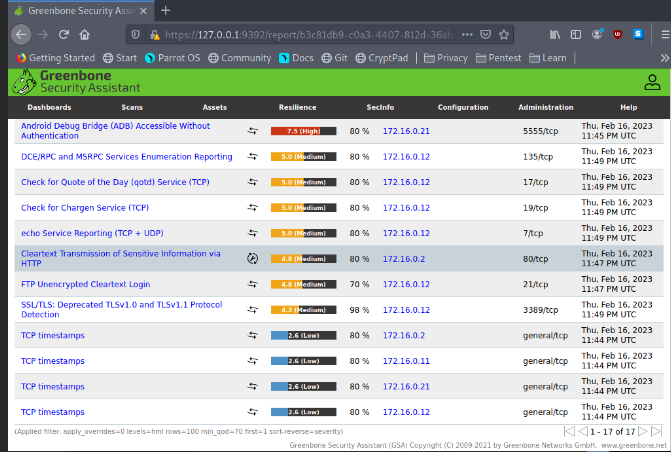 Greenbone Security Assis
https://127.0.0.1:9392/report/b3c81db9-c0a3-4407-812d-36ab
Getting Started Start Parrot OS Community Docs Git CryptPad Privacy Pentest Learn
Greenbone
Security Assistant
Dashboards Scans Assets Resilience SecInfo Configuration Administration Help
Android Debug Bridge (ADB) Accessible Without Authentication 7.5 (High) 80 % 172.16.0.21 5555/tcp Thu, Feb 16, 2023 11:45 PM UTC
DCE/RPC and MSRPC Services Enumeration Reporting 5.0 (Medium) 80 % 172.16.0.12 135/tcp Thu, Feb 16, 2023 11:49 PM UTC
Check for Quote of the Day (qotd) Service (TCP) 5.0 (Medium) 80 % 172.16.0.12 17/tcp Thu, Feb 16, 2023 11:49 PM UTC
Check for Chargen Service (TCP) 5.0 (Medium) 80 % 172.16.0.12 19/tcp Thu, Feb 16, 2023 11:49 PM UTC
echo Service Reporting (TCP + UDP) 5.0 (Medium) 80 % 172.16.0.12 7/tcp Thu, Feb 16, 2023 11:49 PM UTC
Cleartext Transmission of Sensitive Information via HTTP 4.8 (Medium) 80 % 172.16.0.2 80/tcp Thu, Feb 16, 2023 11:47 PM UTC
FTP Unencrypted Cleartext Login 4.8 (Medium) 70 % 172.16.0.12 21/tcp Thu, Feb 16, 2023 11:47 PM UTC
SSL/TLS: Deprecated TLSv1.0 and TLSv1.1 Protocol Detection 4.3 (Medium) 98 % 172.16.0.12 3389/tcp Thu, Feb 16, 2023 11:49 PM UTC
TCP timestamps 2.6 (Low) 80 % 172.16.0.2 general/tcp Thu, Feb 16, 2023 11:44 PM UTC
TCP timestamps 2.6 (Low) 80 % 172.16.0.11 general/tcp Thu, Feb 16, 2023 11:44 PM UTC
TCP timestamps 2.6 (Low) 80 % 172.16.0.21 general/tcp Thu, Feb 16, 2023 11:44 PM UTC
TCP timestamps 2.6 (Low) 80 % 172.16.0.12 general/tcp Thu, Feb 16, 2023 11:44 PM UTC
(Applied filter: apply_overrides=0 levels=hml rows=100 min_qod=70 first=1 sort-reverse=severity) 1 - 17 of 17
Greenbone Security Assistant (GSA) Copyright (C) 2009-2021 by Greenbone Networks GmbH, www.greenbone.net